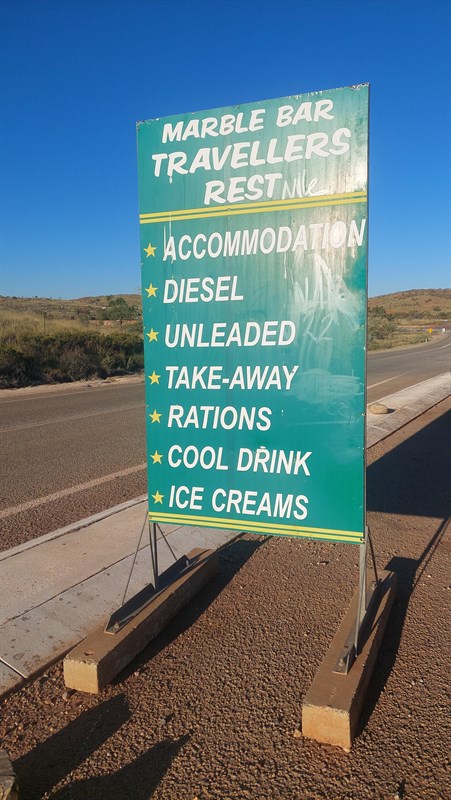 MARBLE BAR
TRAVELLERS
REST
ACCOMMODATION
DIESEL
UNLEADED
TAKE-AWAY
RATIONS
COOL DRINK
ICE CREAMS